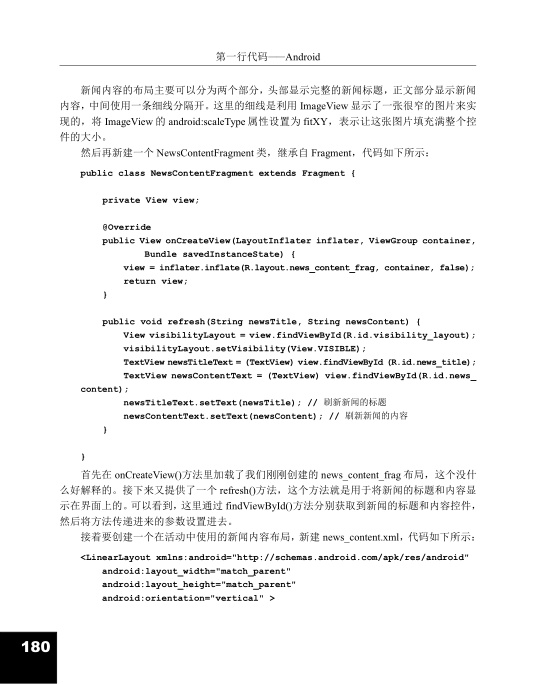 第一行代码——Android
新闻内容的布局主要可以分为两个部分，头部显示完整的新闻标题，正文部分显示新闻
内容，中间使用一条细线分隔开。这里的细线是利用 ImageView 显示了一张很窄的图片来实
现的，将 ImageView 的 android:scaleType 属性设置为 fitXY，表示让这张图片填充满整个控
件的大小。
然后再新建一个 NewsContentFragment 类，继承自 Fragment，代码如下所示：
public class NewsContentFragment extends Fragment {
private View view;
@Override
public View onCreateView(LayoutInflater inflater, ViewGroup container,
Bundle savedInstanceState) {
view = inflater.inflate(R.layout.news_content_frag, container, false);
return view;
}
public void refresh(String newsTitle, String newsContent) {
View visibilityLayout = view.findViewById(R.id.visibility_layout);
visibilityLayout.setVisibility(View.VISIBLE);
TextView newsTitleText = (TextView) view.findViewById (R.id.news_title);
TextView newsContentText = (TextView) view.findViewById(R.id.news_
content);
newsTitleText.setText(newsTitle); // 刷新新闻的标题
newsContentText.setText(newsContent); // 刷新新闻的内容
}
}
首先在 onCreateView()方法里加载了我们刚刚创建的 news_content_frag 布局，这个没什
么好解释的。接下来又提供了一个 refresh()方法，这个方法就是用于将新闻的标题和内容显
示在界面上的。可以看到，这里通过 findViewById()方法分别获取到新闻的标题和内容控件，
然后将方法传递进来的参数设置进去。
接着要创建一个在活动中使用的新闻内容布局，新建 news_content.xml，代码如下所示：
<LinearLayout xmlns:android="http://schemas.android.com/apk/res/android"
android:layout_width="match_parent"
android:layout_height="match_parent"
android:orientation="vertical" >
180